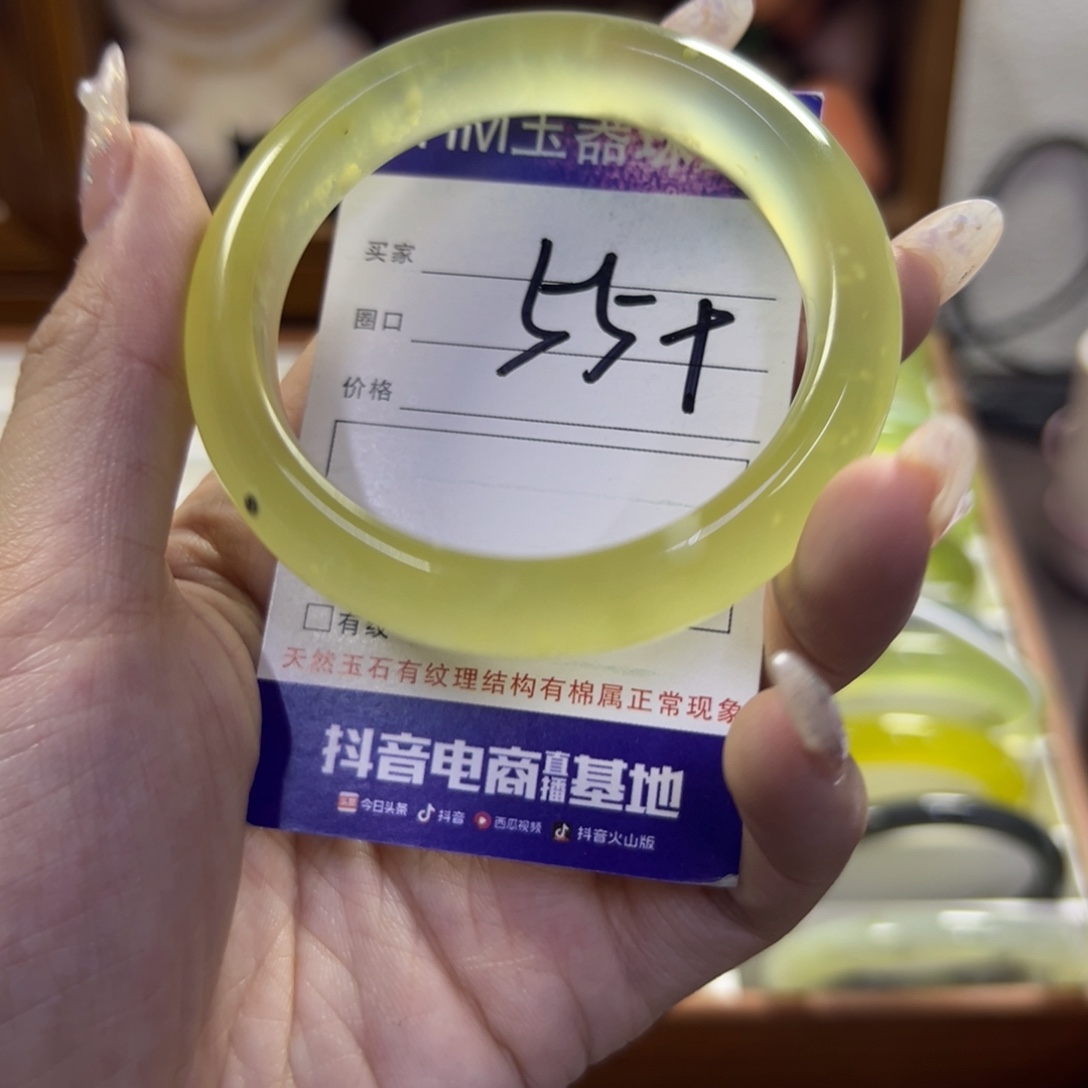 玉器
买家
圈口
价格
55+
有纹
天然玉石有纹理结构有棉属正常现象
抖音电商直播基地
今日头条 抖音 西瓜视频 抖音火山版